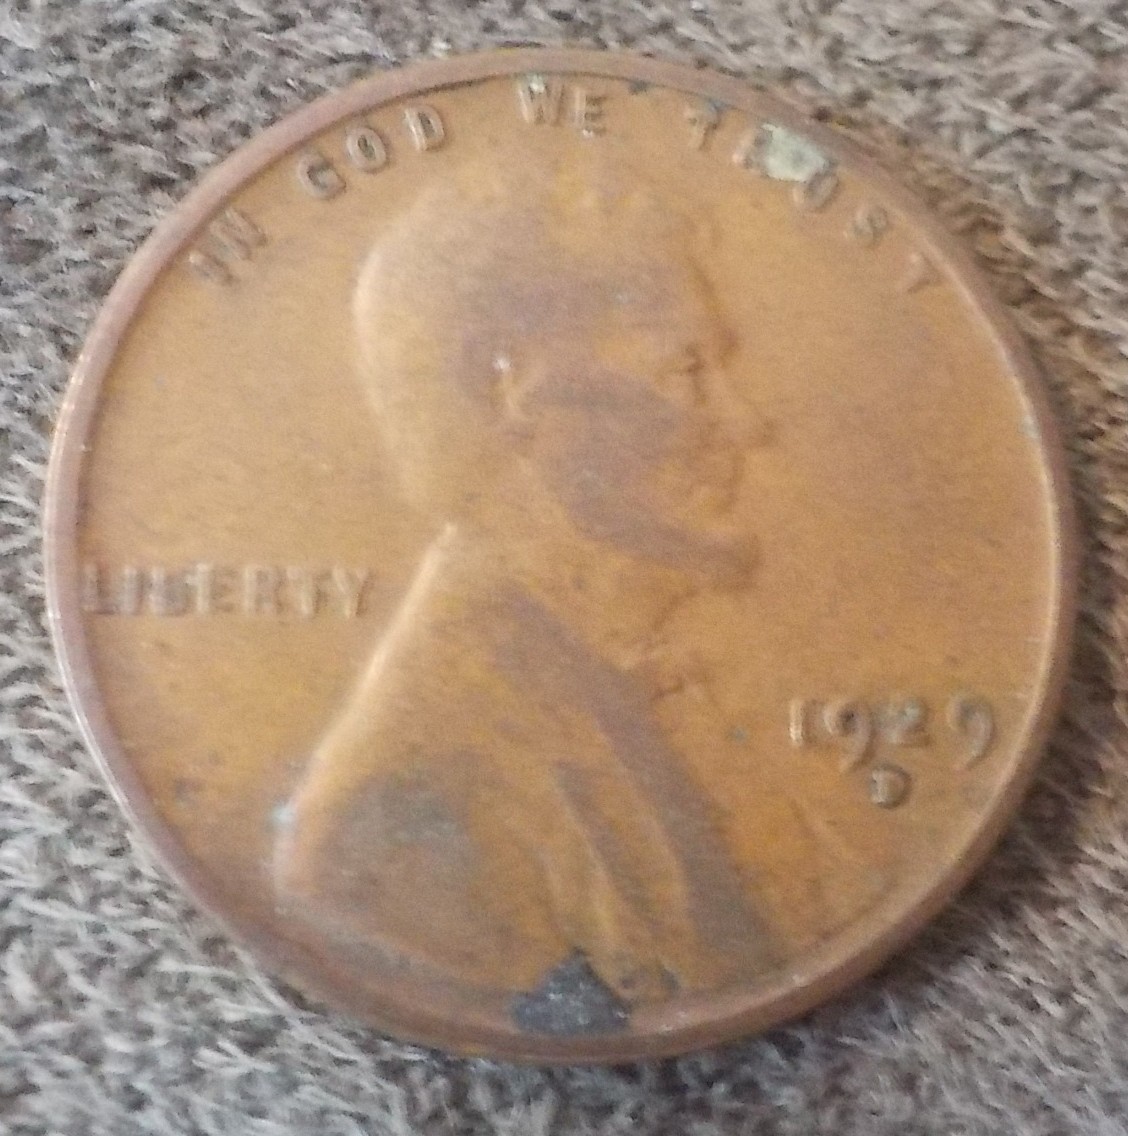 IN GOD WE TRUST
LIBERTY
1929
D